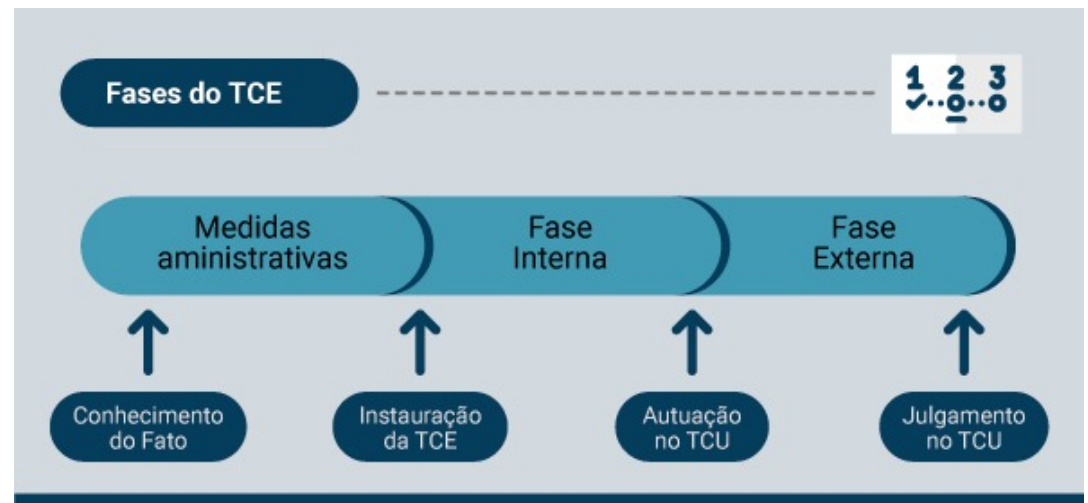 Fases do TCE
1 2 3
Medidas
aministrativas
Fase
Interna
Fase
Externa
Conhecimento
do Fato
Instauração
da TCE
Autuação
no TCU
Julgamento
no TCU